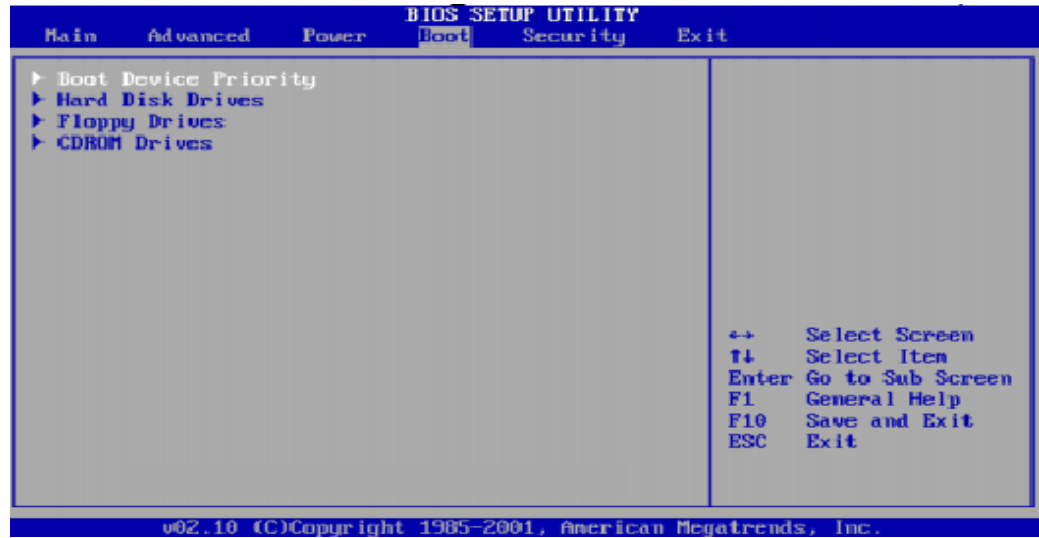 BIOS SETUP UTILITY
Main Advanced Power Boot Security Exit
Boot Device Priority
Hard Disk Drives
Floppy Drives
CDROM Drives
←→ Select Screen
↑↓ Select Item
Enter Go to Sub Screen
F1 General Help
F10 Save and Exit
ESC Exit
v02.10 (C)Copyright 1985-2001, American Megatrends, Inc.